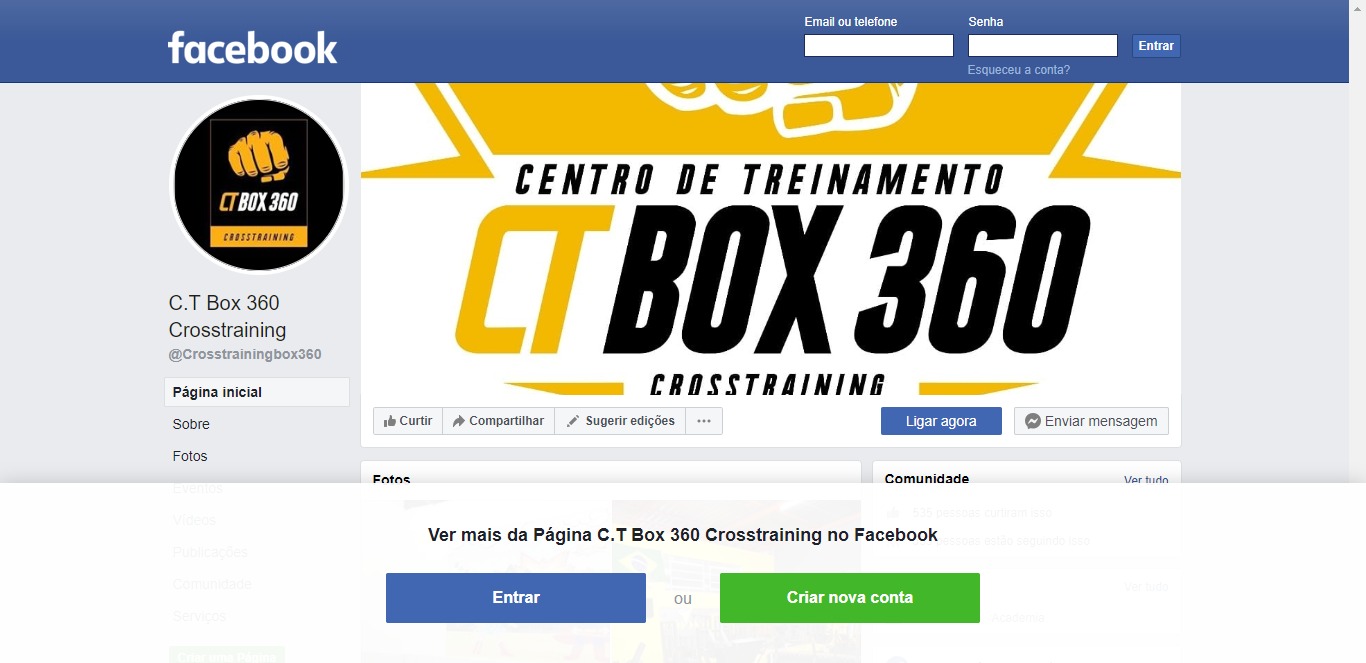 facebook
Email ou telefone
Senha
Entrar
Esqueceu a conta?
CT BOX 360
CROSSTRAINING
C.T Box 360
Crosstraining
@Crosstrainingbox360
Página inicial
Sobre
Fotos
Eventos
Vídeos
Publicações
Comunidade
Serviços
Criar uma Página
CENTRO DE TREINAMENTO
CT BOX 360
CROSSTRAINING
Curtir
Compartilhar
Sugerir edições
Ligar agora
Enviar mensagem
Fotos
Comunidade
Ver tudo
535 pessoas curtiram isso
pessoas estão seguindo isso
Ver tudo
Academia
Ver mais da Página C.T Box 360 Crosstraining no Facebook
Entrar
ou
Criar nova conta